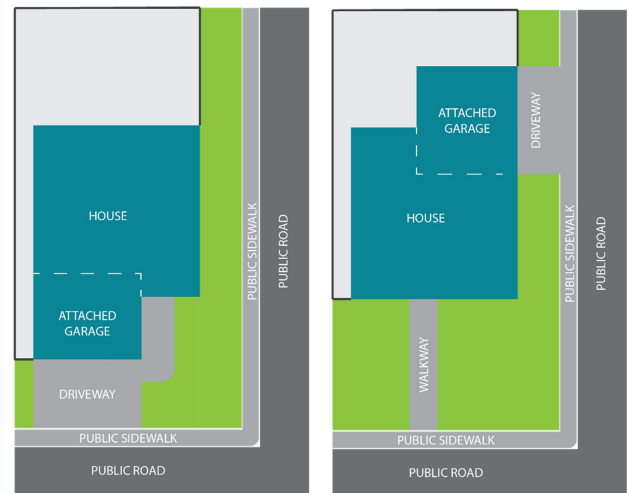 HOUSE
ATTACHED
GARAGE
DRIVEWAY
PUBLIC SIDEWALK
PUBLIC ROAD
PUBLIC SIDEWALK
PUBLIC ROAD
ATTACHED
GARAGE
DRIVEWAY
HOUSE
WALKWAY
PUBLIC SIDEWALK
PUBLIC ROAD
PUBLIC SIDEWALK
PUBLIC ROAD